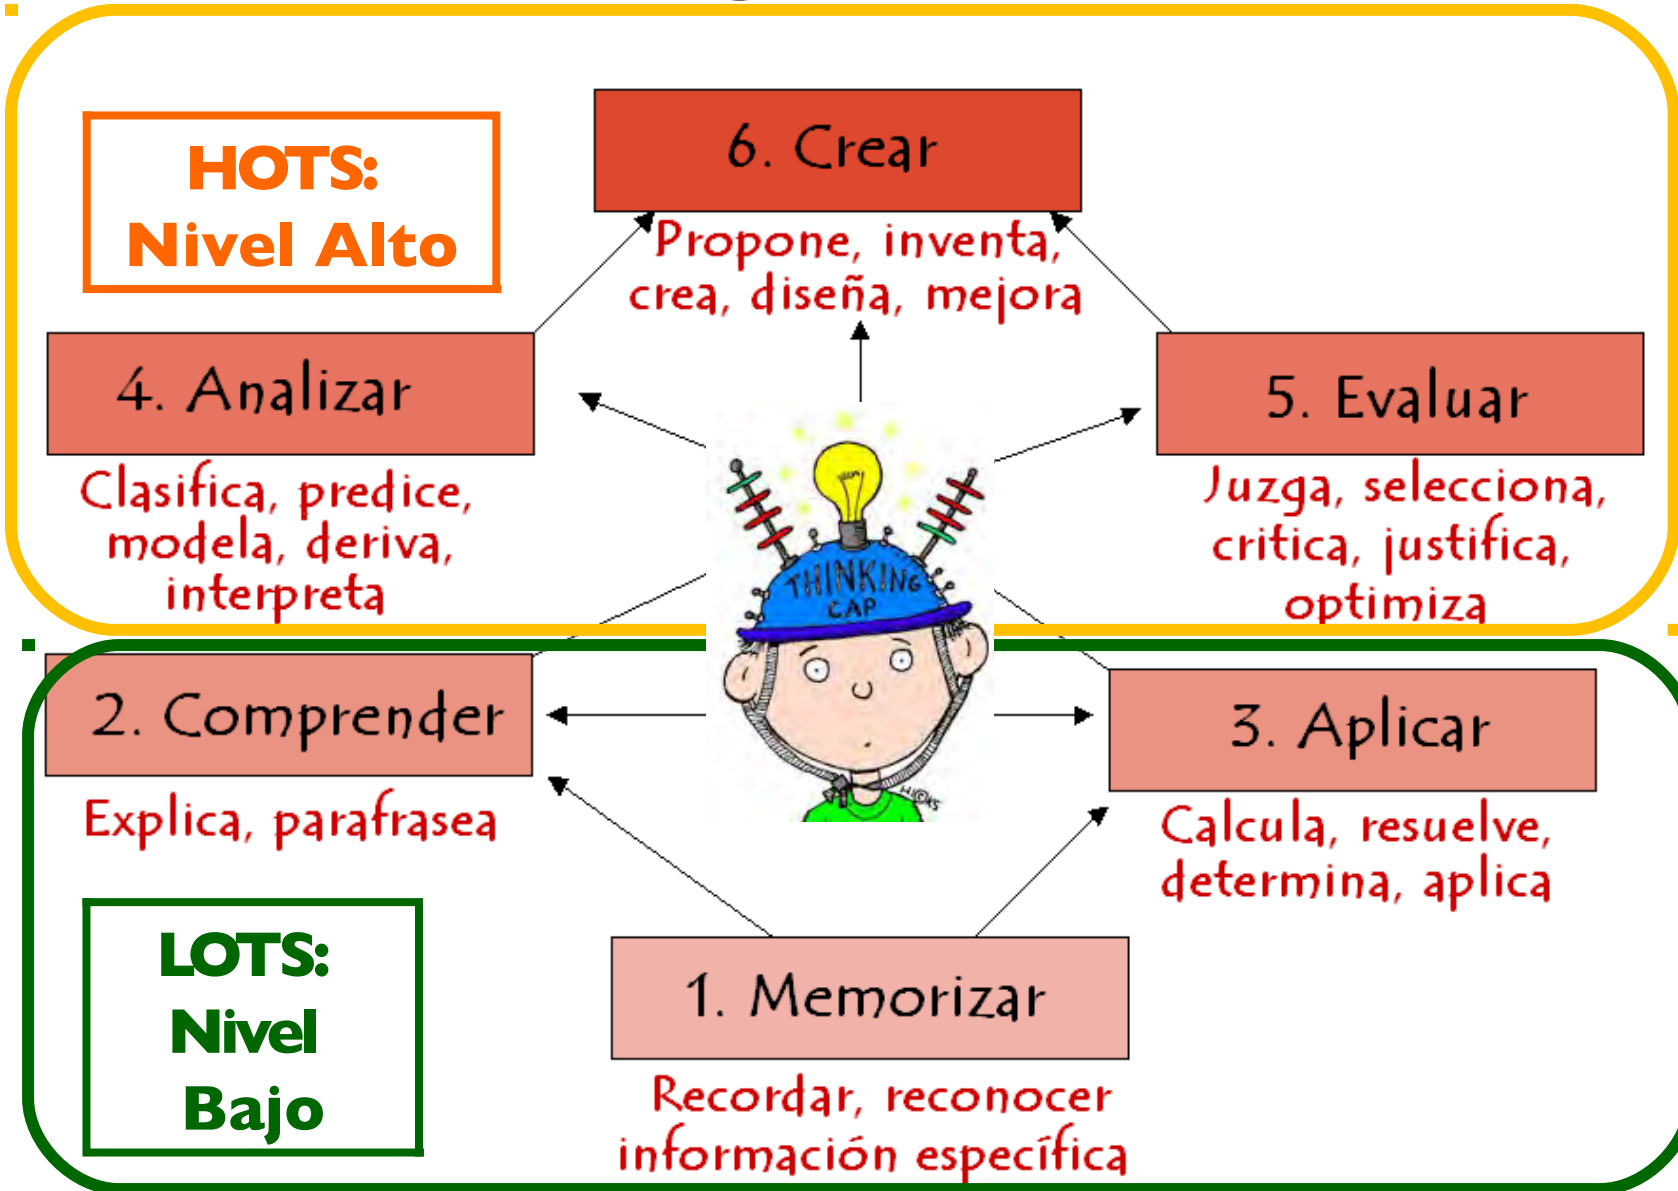 HOTS:
Nivel Alto
6. Crear
Propone, inventa,
crea, diseña, mejora
4. Analizar
Clasifica, predice,
modela, deriva,
interpreta
5. Evaluar
Juzga, selecciona,
critica, justifica,
optimiza
THINKING
CAP
2. Comprender
Explica, parafrasea
3. Aplicar
Calcula, resuelve,
determina, aplica
LOTS:
Nivel
Bajo
1. Memorizar
Recordar, reconocer
información específica